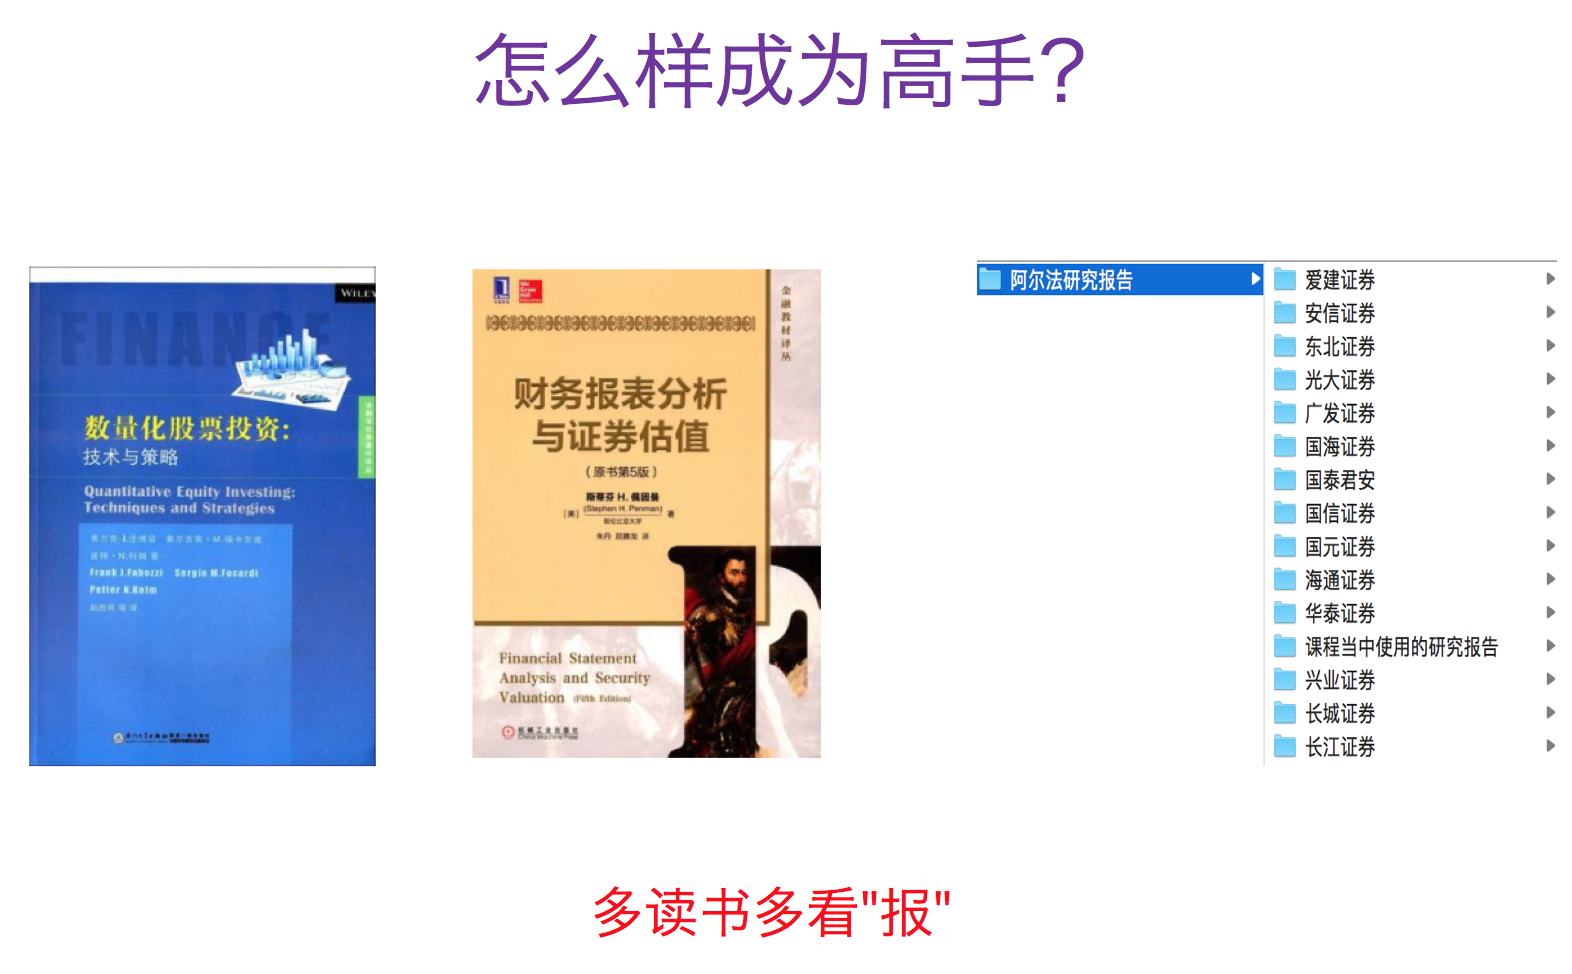 怎么样成为高手?
WILEY
FINANCE
数量化股票投资:
技术与策略
Quantitative Equity Investing:
Techniques and Strategies
Frank J.Fabozzi Sergio M.Focardi
Petter N.Kolm
金融教材译丛
财务报表分析
与证券估值
(原书第5版)
斯蒂芬 H. 佩因曼
[美] (Stephen H. Penman) 著
哥伦比亚大学
朱丹 屈腾龙 译
Financial Statement
Analysis and Security
Valuation (Fifth Edition)
机械工业出版社
China Machine Press
阿尔法研究报告
爱建证券
安信证券
东北证券
光大证券
广发证券
国海证券
国泰君安
国信证券
国元证券
海通证券
华泰证券
课程当中使用的研究报告
兴业证券
长城证券
长江证券
多读书多看"报"